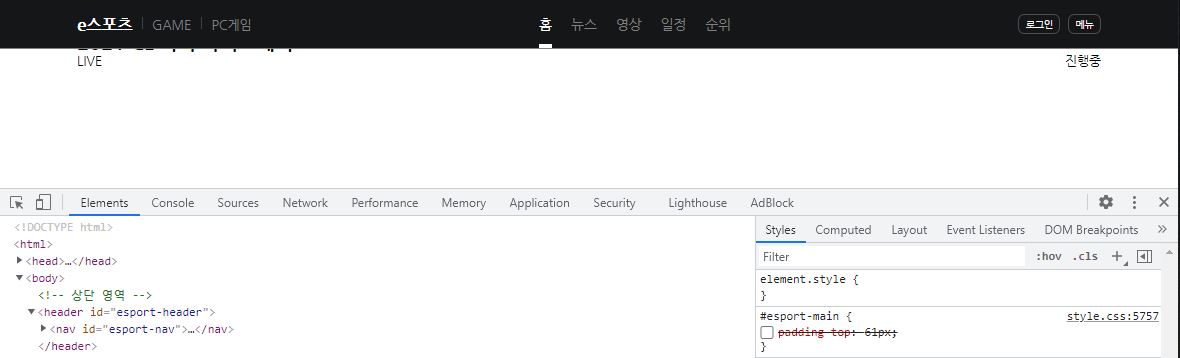 e스포츠 GAME PC게임 홈 뉴스 영상 일정 순위 로그인 메뉴
LIVE 진행중
Elements Console Sources Network Performance Memory Application Security Lighthouse AdBlock
<!DOCTYPE html>
<html>
<head>…</head>
<body>
<!-- 상단 영역 -->
<header id="esport-header">
<nav id="esport-nav">…</nav>
</header>
Styles Computed Layout Event Listeners DOM Breakpoints »
Filter :hov .cls +
element.style {
}
#esport-main { style.css:5757
padding-top: 61px;
}